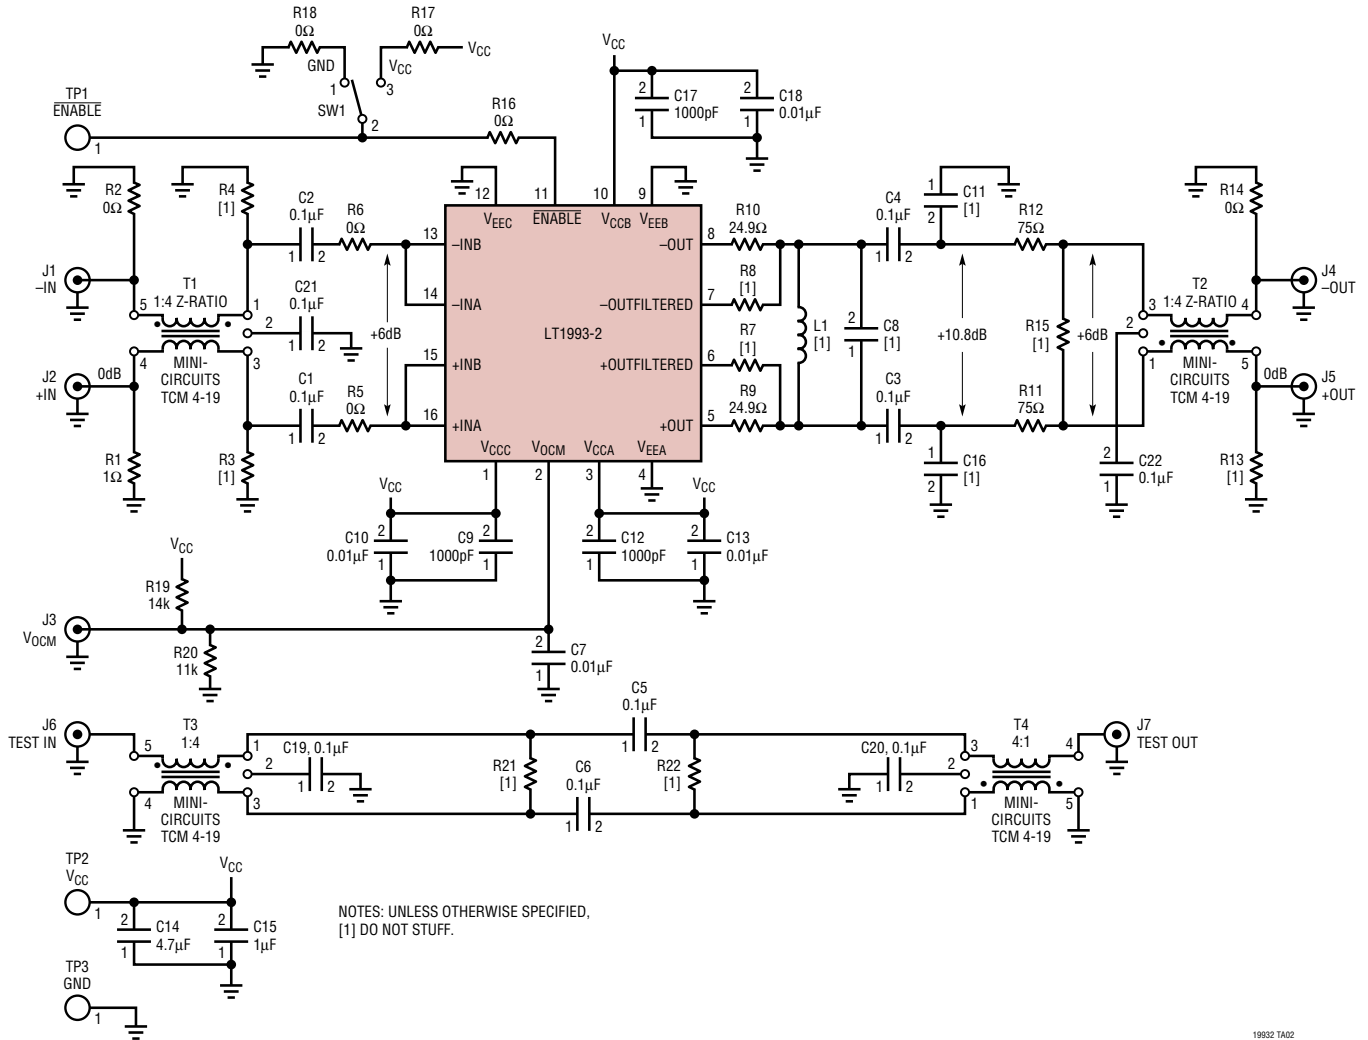 R18
0Ω
R17
0Ω
GND
VCC
VCC
1
3
SW1
2
TP1
ENABLE
1
R16
0Ω
VCC
2
C17
1000pF
1
2
C18
0.01µF
1
R2
0Ω
R4
[1]
C2
0.1µF
1 2
R6
0Ω
12
11
10
9
VEEC
ENABLE
VCCB
VEEB
13
–INB
14
–INA
15
+INB
16
+INA
LT1993-2
–OUT
8
–OUTFILTERED
7
+OUTFILTERED
6
+OUT
5
VCCC
VOCM
VCCA
VEEA
1
2
3
4
J1
–IN
T1
1:4 Z-RATIO
5
1
2
4
3
MINI-
CIRCUITS
TCM 4-19
C21
0.1µF
1 2
+6dB
J2
+IN
0dB
C1
0.1µF
1 2
R5
0Ω
R1
1Ω
R3
[1]
R10
24.9Ω
R8
[1]
R7
[1]
R9
24.9Ω
L1
[1]
2
C8
[1]
1
C4
0.1µF
1 2
C3
0.1µF
1 2
1
C11
[1]
2
+10.8dB
1
C16
[1]
2
R12
75Ω
R15
[1]
R11
75Ω
+6dB
T2
1:4 Z-RATIO
3
4
2
1
5
MINI-
CIRCUITS
TCM 4-19
2
C22
0.1µF
1
R14
0Ω
J4
–OUT
0dB
J5
+OUT
R13
[1]
VCC
C10
0.01µF
2
1
C9
1000pF
2
1
2
C12
1000pF
1
VCC
2
C13
0.01µF
1
VCC
R19
14k
J3
VOCM
R20
11k
2
C7
0.01µF
1
J6
TEST IN
T3
1:4
5
1
2
4
3
MINI-
CIRCUITS
TCM 4-19
C19, 0.1µF
1 2
R21
[1]
C5
0.1µF
1 2
C6
0.1µF
1 2
R22
[1]
C20, 0.1µF
1 2
T4
4:1
3
4
2
1
5
MINI-
CIRCUITS
TCM 4-19
J7
TEST OUT
TP2
VCC
1
VCC
2
C14
4.7µF
1
2
C15
1µF
1
TP3
GND
1
NOTES: UNLESS OTHERWISE SPECIFIED,
[1] DO NOT STUFF.
19932 TA02